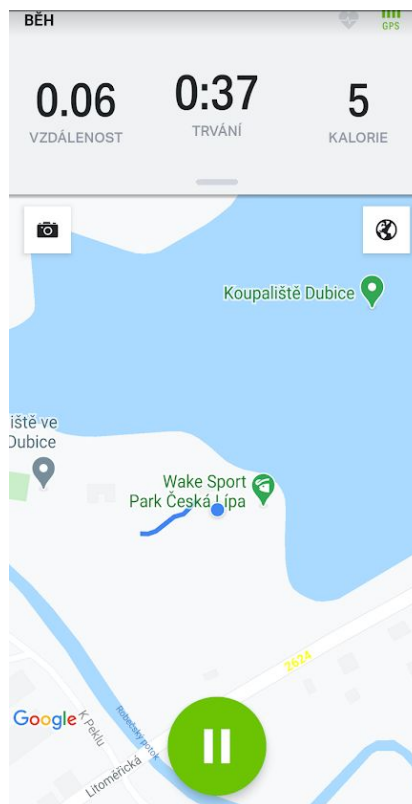 BĚH
GPS
0.06
0:37
5
VZDÁLENOST
TRVÁNÍ
KALORIE
Koupaliště Dubice
iště ve
Dubice
Wake Sport
Park Česká Lípa
2624
Google
K Peklu
Robečský potok
Litoměřická